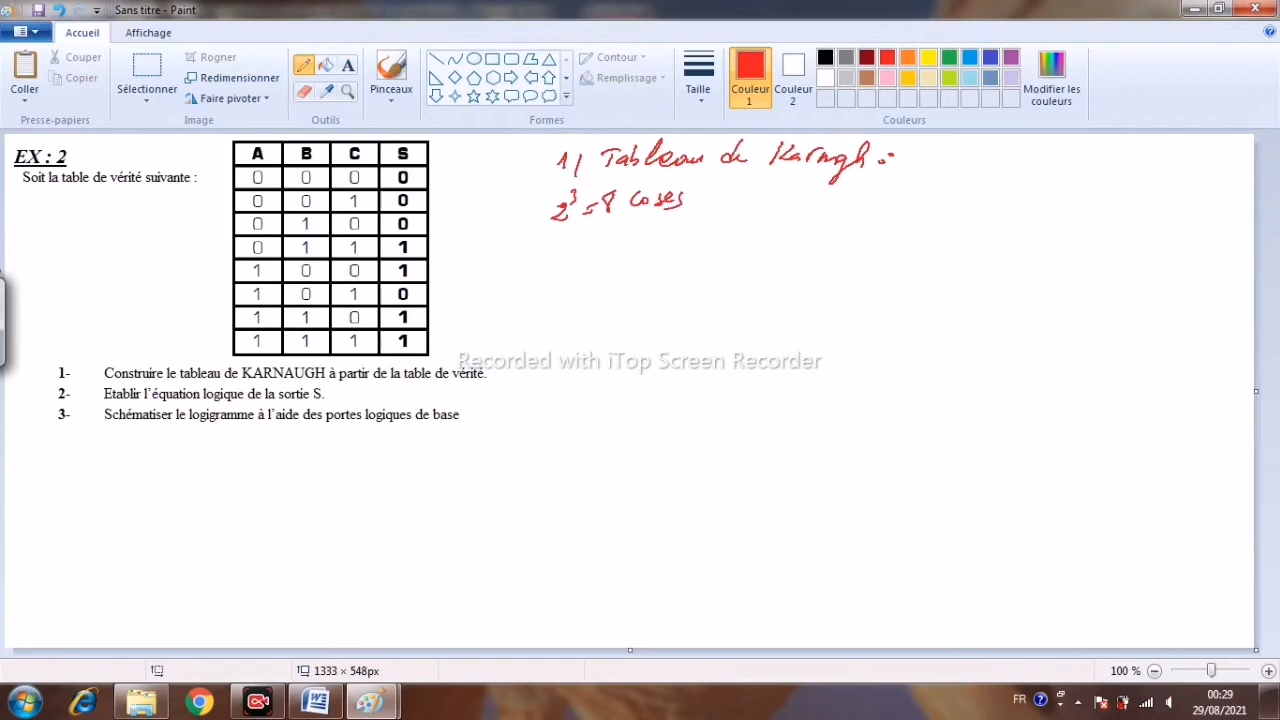 Sans titre - Paint
Accueil Affichage
Coller
Couper
Copier
Presse-papiers
Sélectionner
Rogner
Redimensionner
Faire pivoter
Image
A
Outils
Pinceaux
Formes
Contour
Remplissage
Taille
Couleur 1
Couleur 2
Modifier les couleurs
Couleurs
EX : 2
Soit la table de vérité suivante :
A B C S
0 0 0 0
0 0 1 0
0 1 0 0
0 1 1 1
1 0 0 1
1 0 1 0
1 1 0 1
1 1 1 1
1- Construire le tableau de KARNAUGH à partir de la table de vérité.
2- Etablir l'équation logique de la sortie S.
3- Schématiser le logigramme à l'aide des portes logiques de base
1) Tableau de Karnugh :
2³ = 8 cases
Recorded with iTop Screen Recorder
1333 × 548px
100 %
FR
00:29
29/08/2021